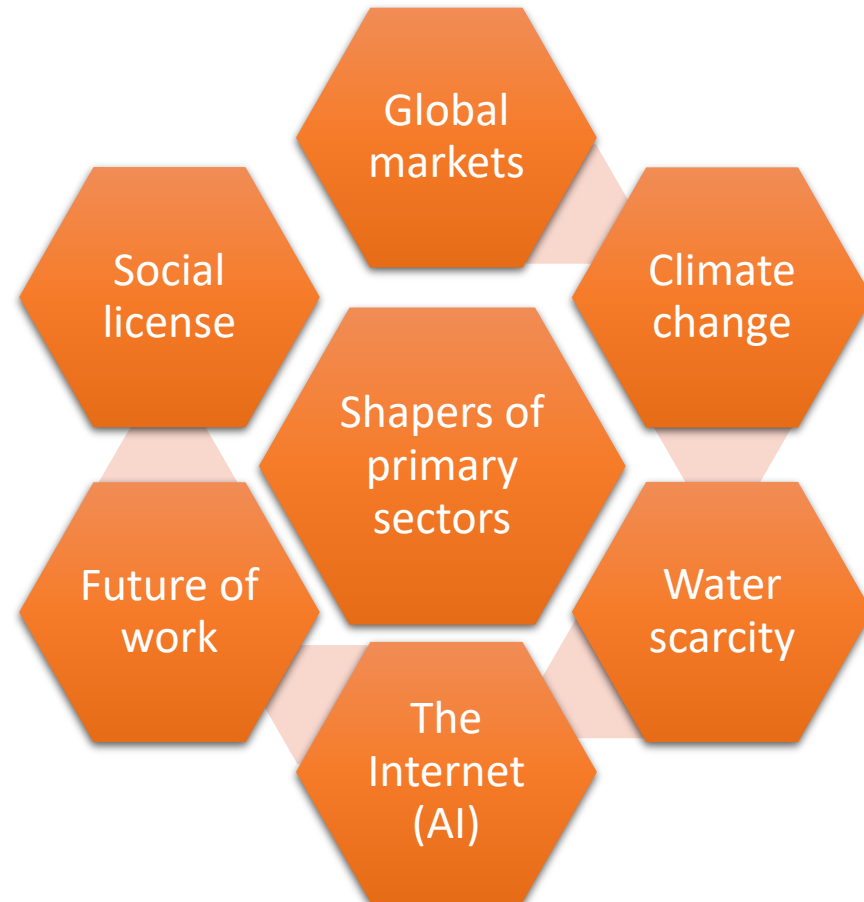 Global
markets
Social
license
Climate
change
Shapers of
primary
sectors
Future of
work
Water
scarcity
The
Internet
(AI)